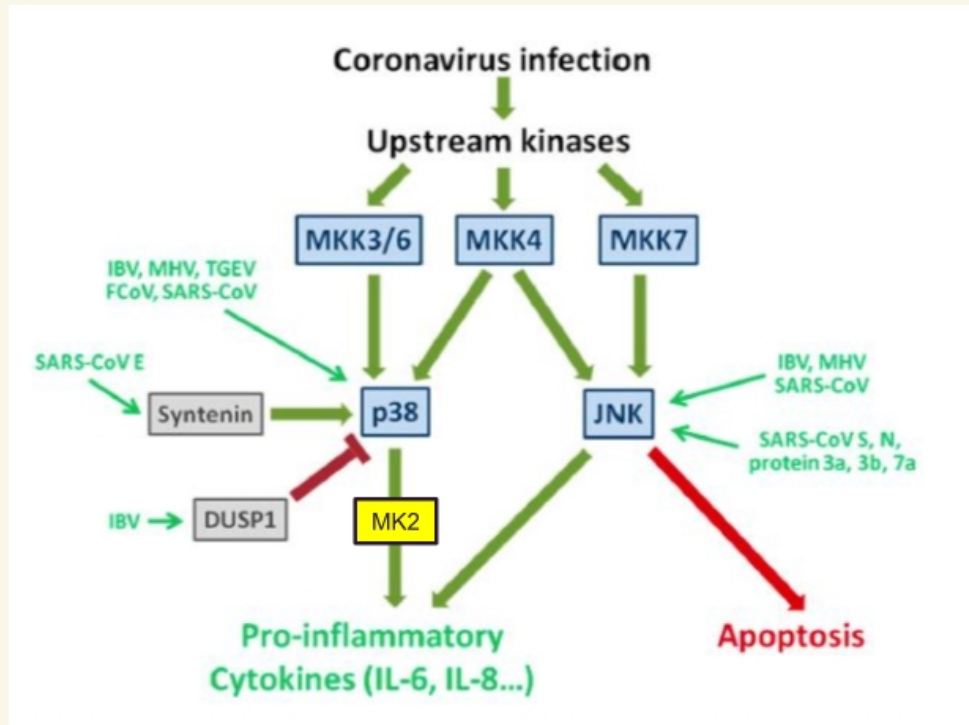 Coronavirus infection
Upstream kinases
MKK3/6
MKK4
MKK7
IBV, MHV, TGEV
FCoV, SARS-CoV
SARS-CoV E
Syntenin
p38
JNK
IBV, MHV
SARS-CoV
SARS-CoV S, N,
protein 3a, 3b, 7a
IBV
DUSP1
MK2
Pro-inflammatory
Cytokines (IL-6, IL-8...)
Apoptosis